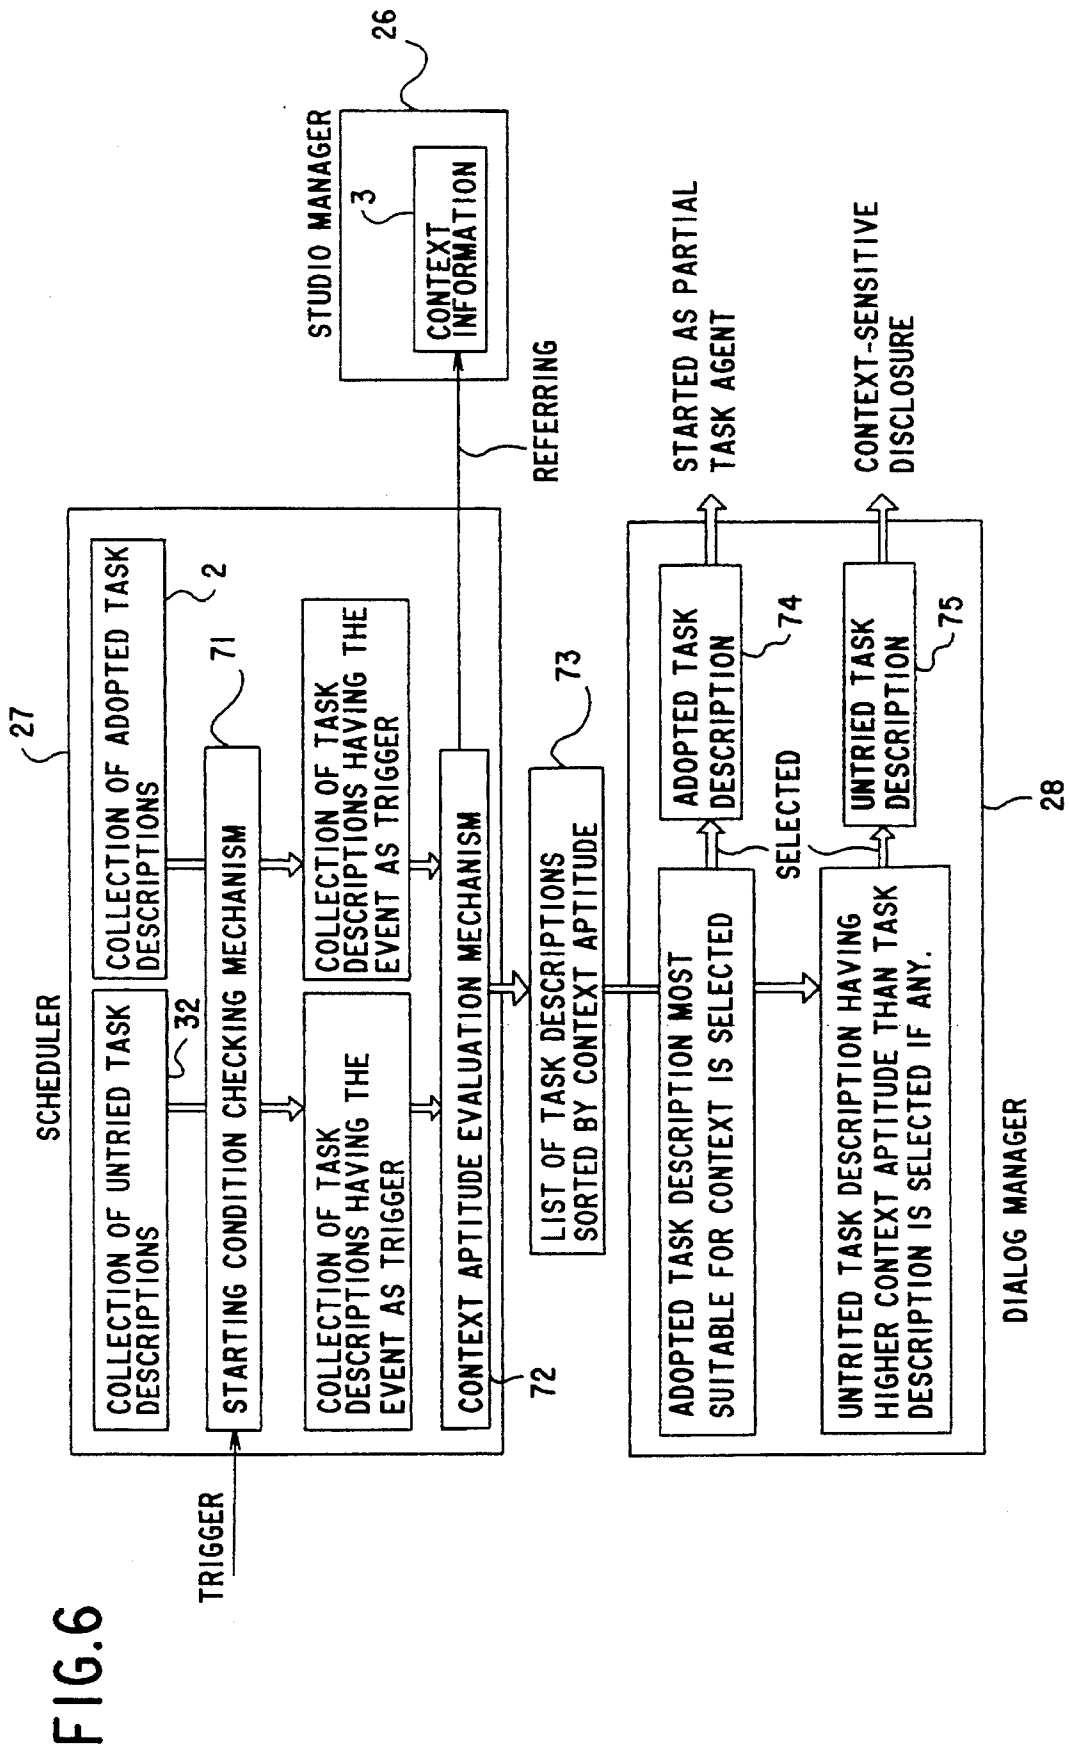 FIG.6
SCHEDULER
27
COLLECTION OF UNTRIED TASK
DESCRIPTIONS
32
COLLECTION OF ADOPTED TASK
DESCRIPTIONS
2
TRIGGER
STARTING CONDITION CHECKING MECHANISM
71
COLLECTION OF TASK
DESCRIPTIONS HAVING THE
EVENT AS TRIGGER
COLLECTION OF TASK
DESCRIPTIONS HAVING THE
EVENT AS TRIGGER
CONTEXT APTITUDE EVALUATION MECHANISM
72
REFERRING
STUDIO MANAGER
26
3
CONTEXT
INFORMATION
LIST OF TASK DESCRIPTIONS
SORTED BY CONTEXT APTITUDE
73
ADOPTED TASK DESCRIPTION MOST
SUITABLE FOR CONTEXT IS SELECTED
SELECTED
ADOPTED TASK
DESCRIPTION
74
STARTED AS PARTIAL
TASK AGENT
UNTRITED TASK DESCRIPTION HAVING
HIGHER CONTEXT APTITUDE THAN TASK
DESCRIPTION IS SELECTED IF ANY.
UNTRIED TASK
DESCRIPTION
75
CONTEXT-SENSITIVE
DISCLOSURE
DIALOG MANAGER
28